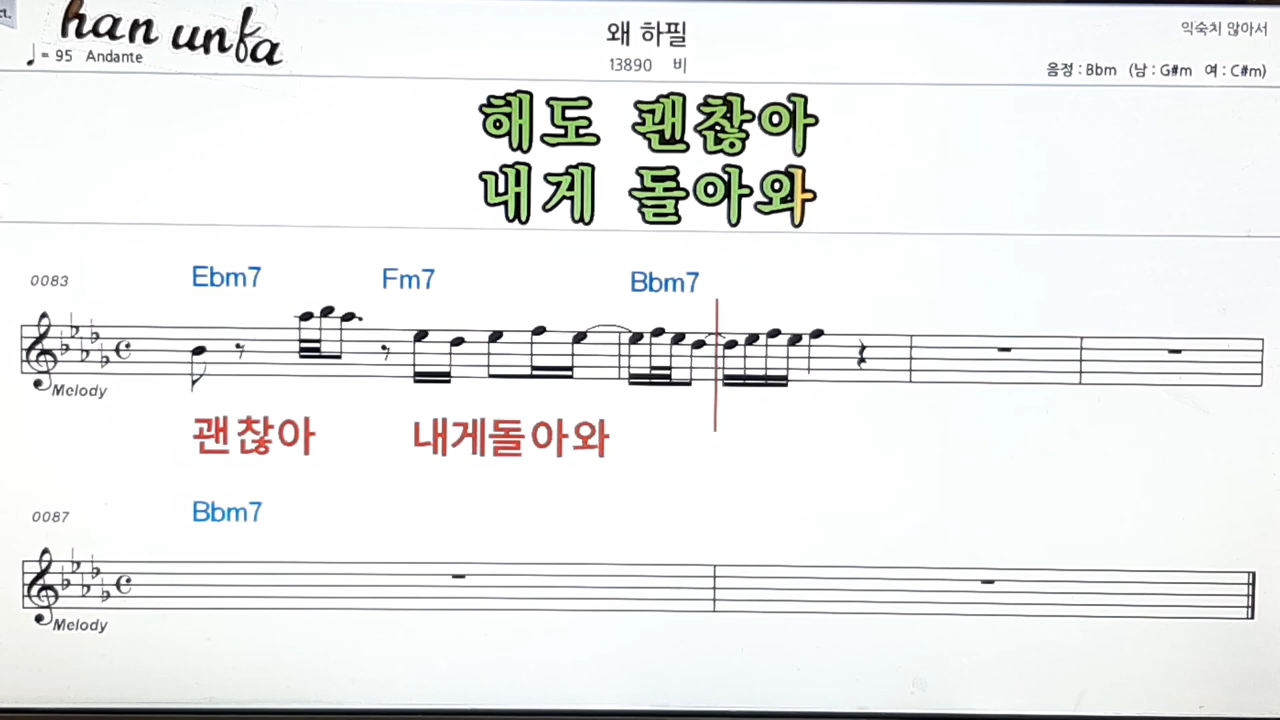 han unfa
♩= 95 Andante
왜 하필
13890 비
익숙치 않아서
음정 : Bbm (남 : G#m 여 : C#m)
해도 괜찮아
내게 돌아와
0083
Ebm7 Fm7 Bbm7
Melody
괜찮아 내게돌아와
0087
Bbm7
Melody